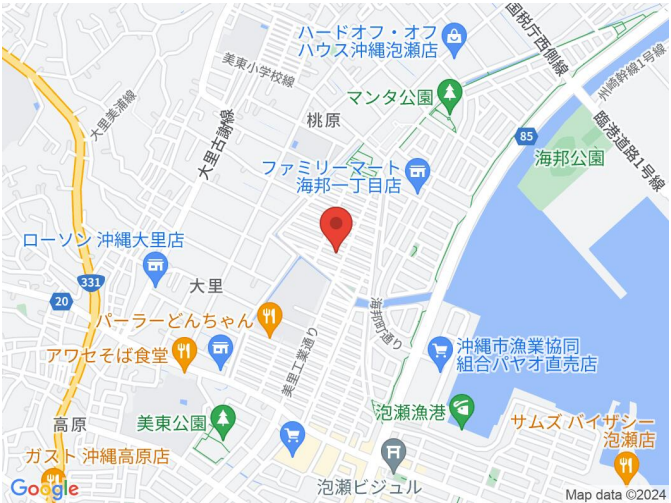 ハードオフ・オフ
ハウス沖縄泡瀬店
国税庁西側線
州崎幹線1号線
美東小学校線
マンタ公園
大里美浦線
桃原
大里古謝線
85
臨港道路1号線
海邦公園
ファミリーマート
海邦一丁目店
ローソン 沖縄大里店
331
大里
20
パーラーどんちゃん
海邦町通り
アワセそば食堂
美里工業通り
沖縄市漁業協同
組合パヤオ直売店
高原
美東公園
泡瀬漁港
サムズ バイザシー
泡瀬店
ガスト 沖縄高原店
泡瀬ビジュル
Google
Map data ©2024